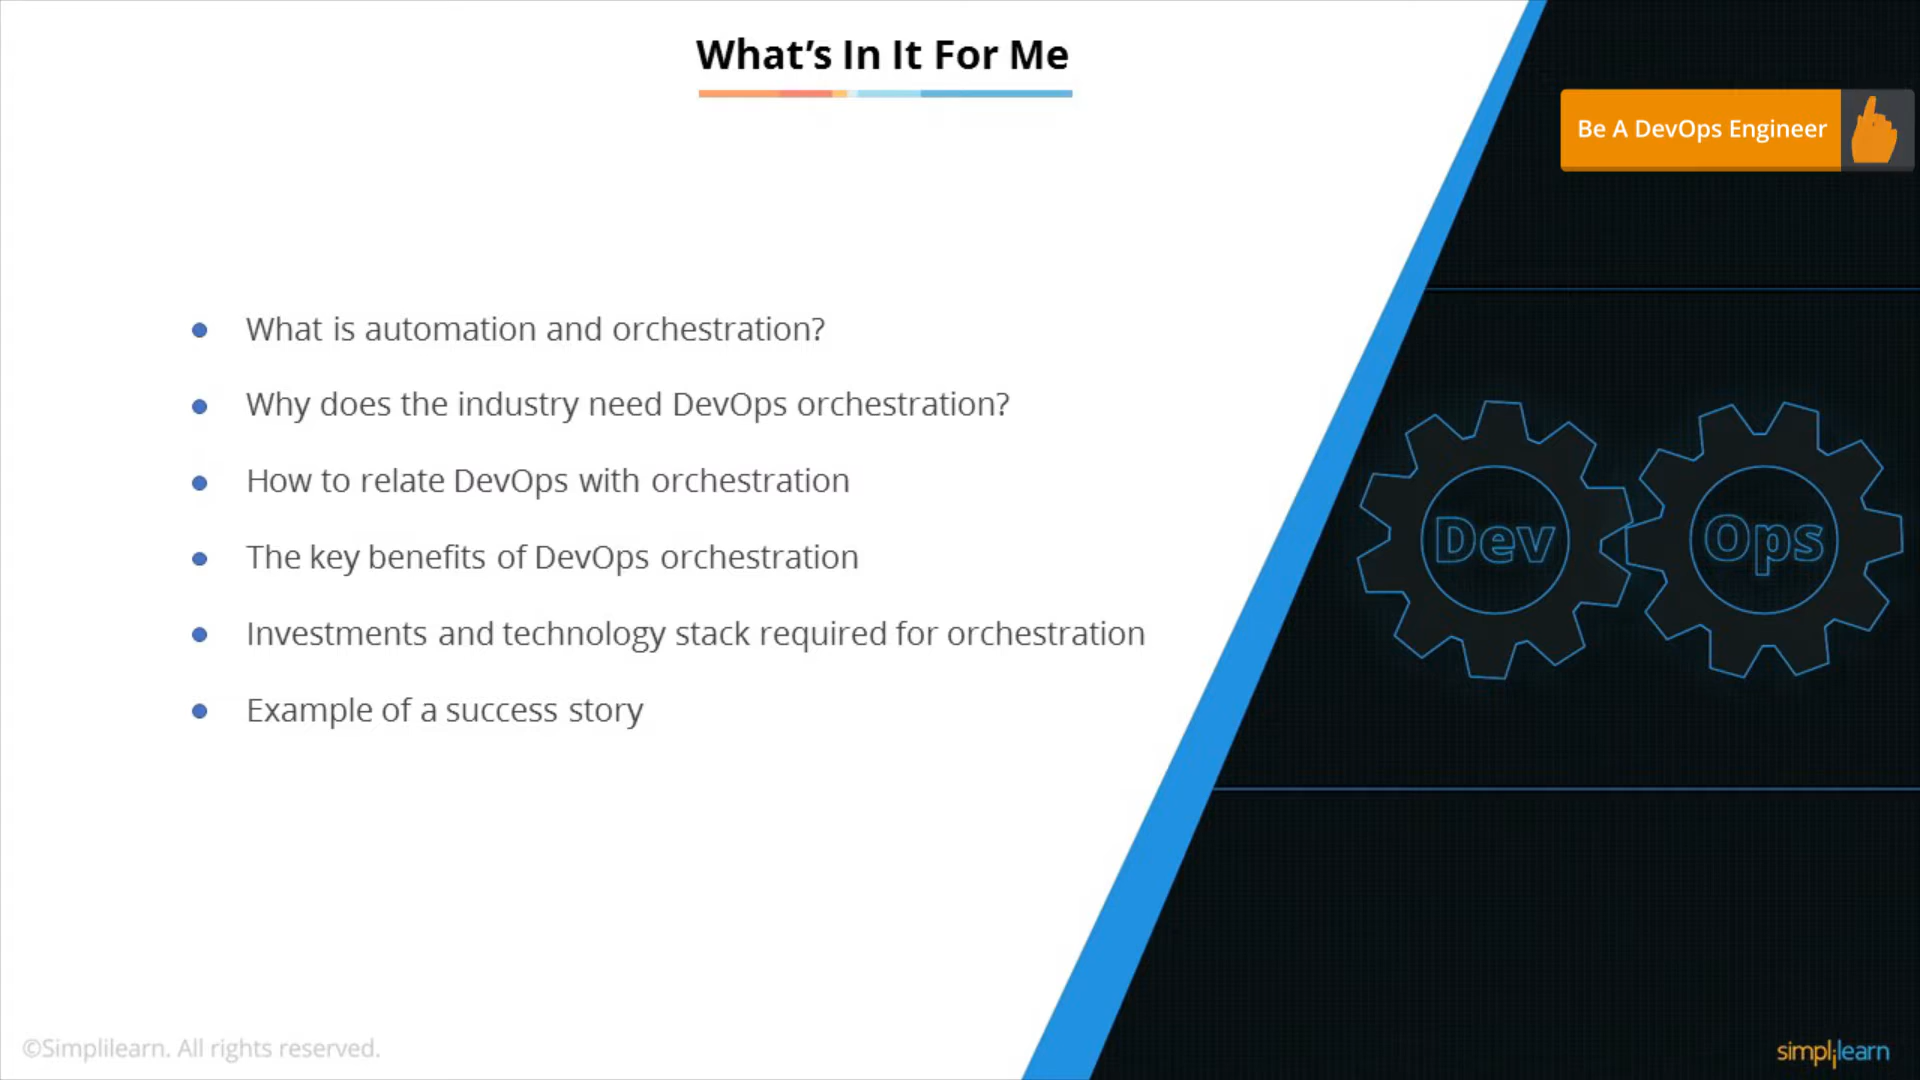 What's In It For Me
Be A DevOps Engineer
What is automation and orchestration?
Why does the industry need DevOps orchestration?
How to relate DevOps with orchestration
The key benefits of DevOps orchestration
Investments and technology stack required for orchestration
Example of a success story
Dev
Ops
©Simplilearn. All rights reserved.
simplilearn